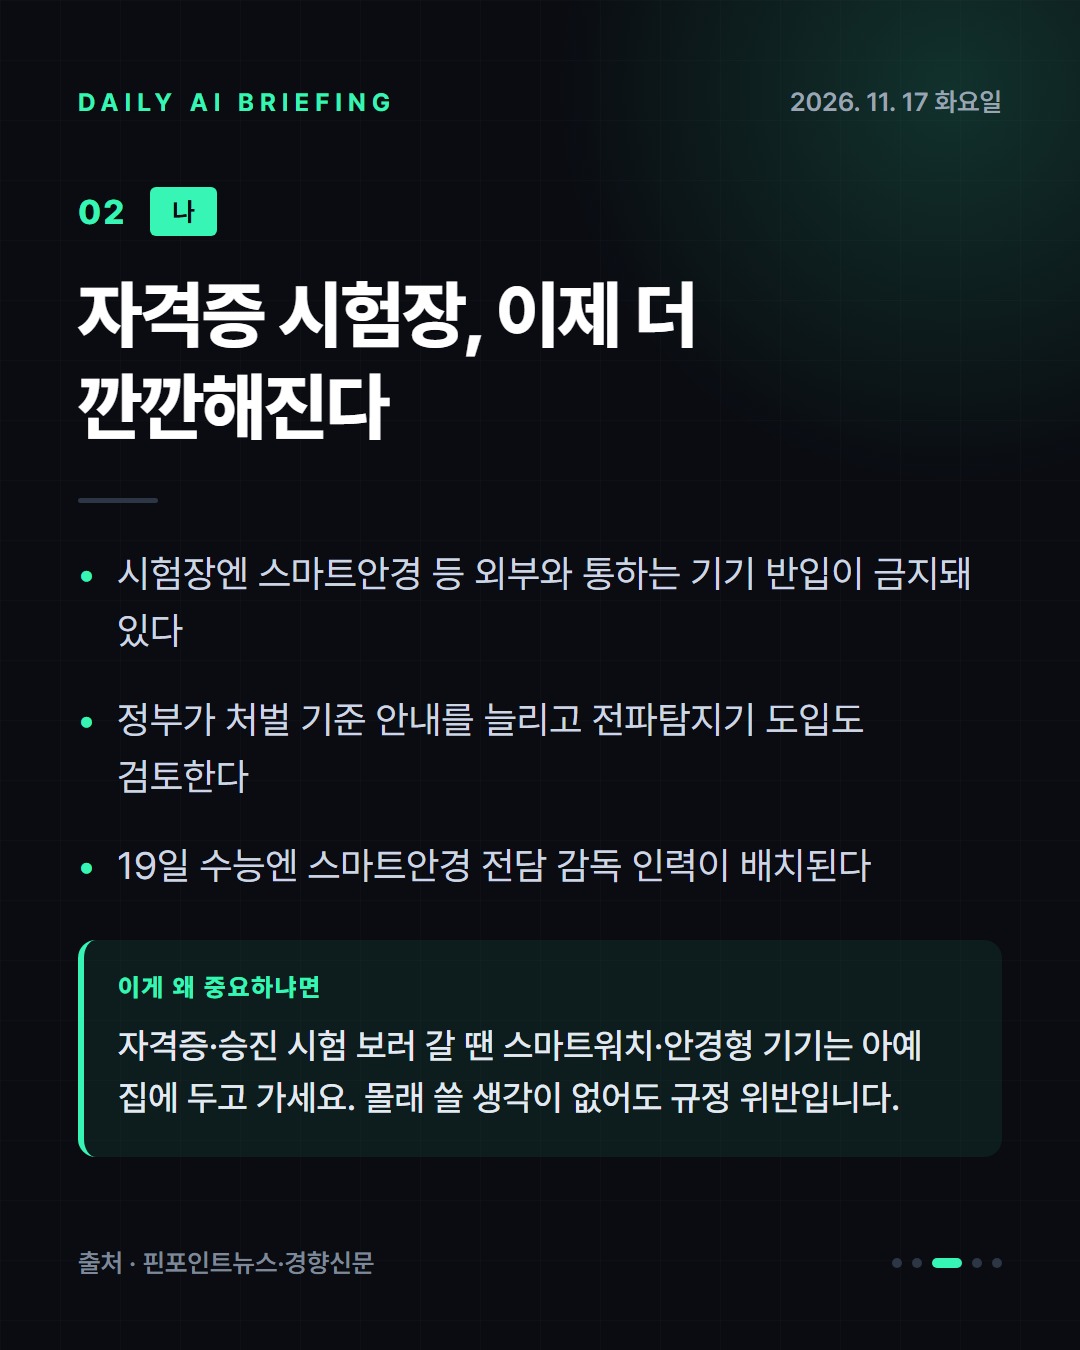 DAILY AI BRIEFING
2026. 11. 17 화요일
02 나
자격증 시험장, 이제 더
깐깐해진다
• 시험장엔 스마트안경 등 외부와 통하는 기기 반입이 금지돼
있다
• 정부가 처벌 기준 안내를 늘리고 전파탐지기 도입도
검토한다
• 19일 수능엔 스마트안경 전담 감독 인력이 배치된다
이게 왜 중요하냐면
자격증·승진 시험 보러 갈 땐 스마트워치·안경형 기기는 아예
집에 두고 가세요. 몰래 쓸 생각이 없어도 규정 위반입니다.
출처 · 핀포인트뉴스·경향신문